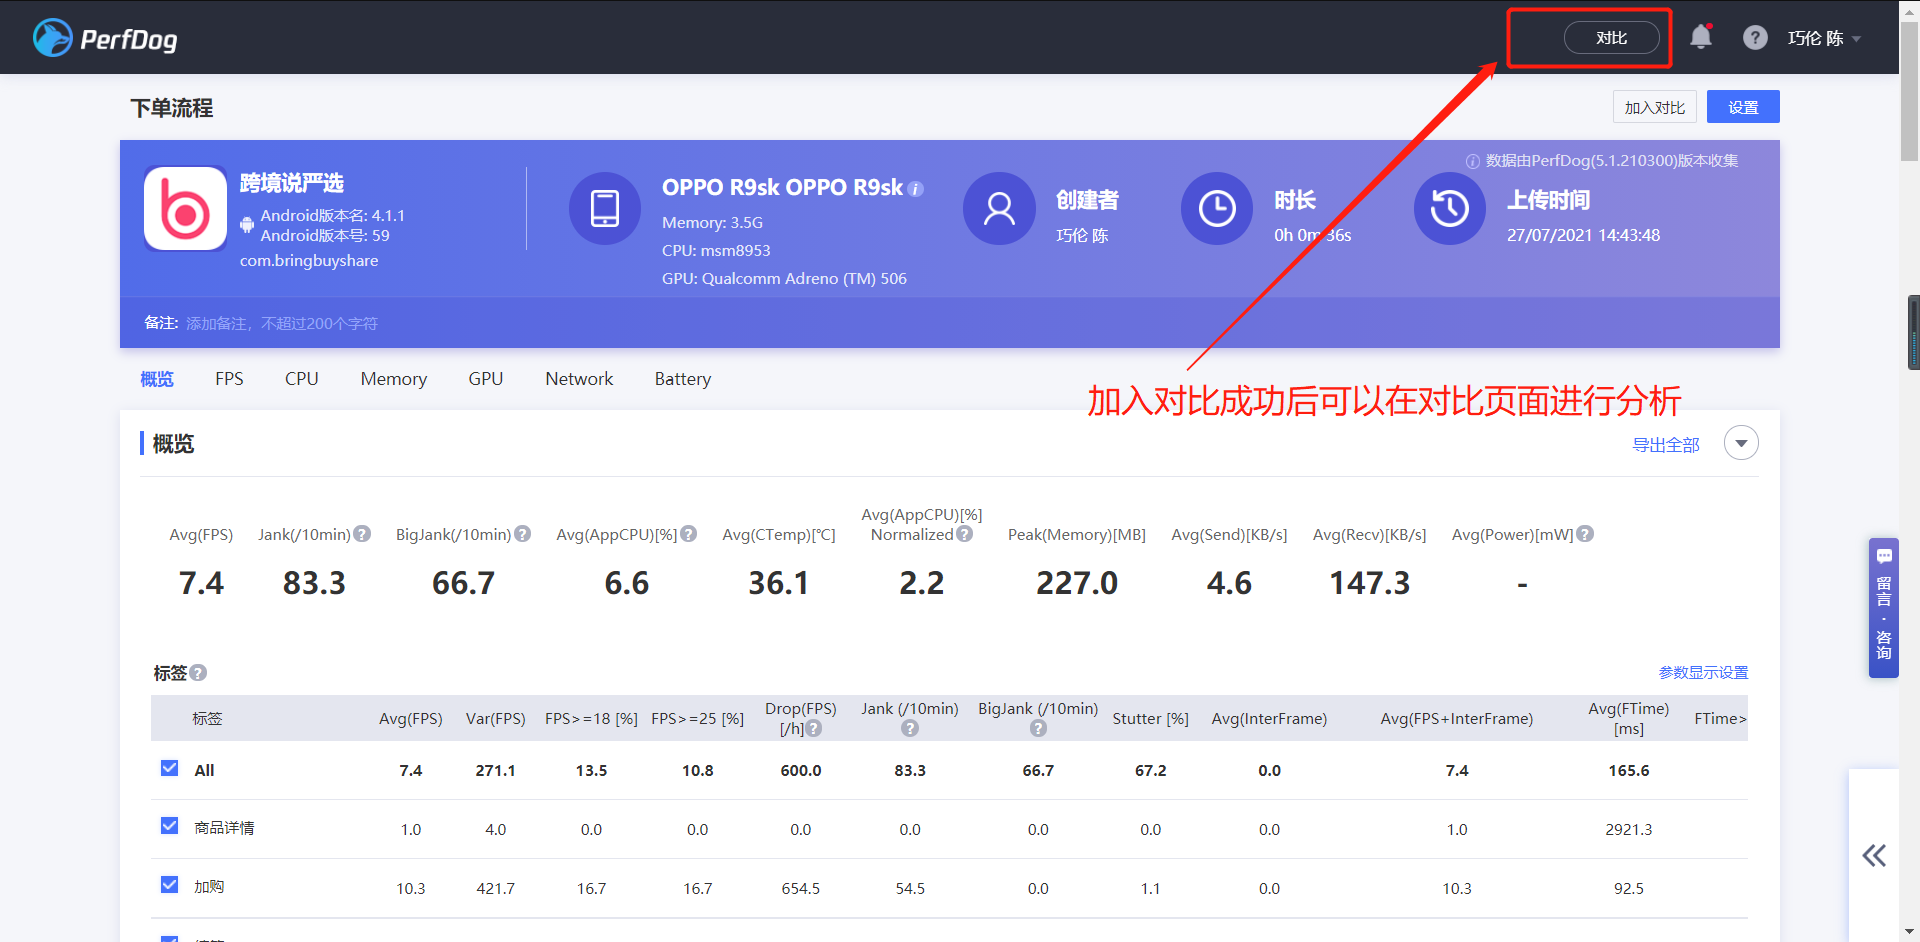 PerfDog
对比
巧伦 陈
下单流程
加入对比
设置
数据由PerfDog(5.1.210300)版本收集
跨境说严选
Android版本名: 4.1.1
Android版本号: 59
com.bringbuyshare
OPPO R9sk OPPO R9sk
Memory: 3.5G
CPU: msm8953
GPU: Qualcomm Adreno (TM) 506
创建者
巧伦 陈
时长
0h 0m 36s
上传时间
27/07/2021 14:43:48
备注: 添加备注，不超过200个字符
概览 FPS CPU Memory GPU Network Battery
加入对比成功后可以在对比页面进行分析
概览
导出全部
Avg(FPS) Jank(/10min) BigJank(/10min) Avg(AppCPU)[%] Avg(CTemp)[°C] Avg(AppCPU)[%] Normalized Peak(Memory)[MB] Avg(Send)[KB/s] Avg(Recv)[KB/s] Avg(Power)[mW]
7.4 83.3 66.7 6.6 36.1 2.2 227.0 4.6 147.3 -
留言·咨询
标签
参数显示设置
标签 Avg(FPS) Var(FPS) FPS>=18 [%] FPS>=25 [%] Drop(FPS) [/h] Jank (/10min) BigJank (/10min) Stutter [%] Avg(InterFrame) Avg(FPS+InterFrame) Avg(FTime) [ms] FTime>
All 7.4 271.1 13.5 10.8 600.0 83.3 66.7 67.2 0.0 7.4 165.6
商品详情 1.0 4.0 0.0 0.0 0.0 0.0 0.0 0.0 0.0 1.0 2921.3
加购 10.3 421.7 16.7 16.7 654.5 54.5 0.0 1.1 0.0 10.3 92.5